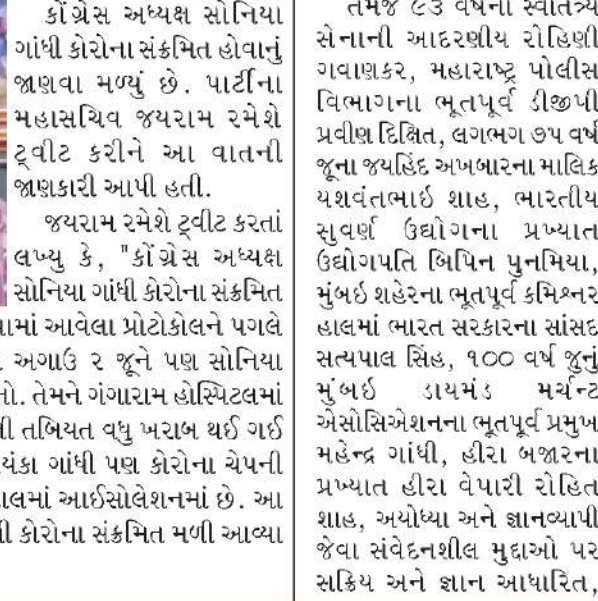 કોંગ્રેસ અધ્યક્ષ સોનિયા
ગાંધી કોરોના સંક્રમિત હોવાનું
જાણવા મળ્યું છે. પાર્ટીના
મહાસચિવ જયરામ રમેશે
ટ્વીટ કરીને આ વાતની
જાણકારી આપી હતી.
જયરામ રમેશે ટ્વીટ કરતાં
લખ્યુ કે, "કોંગ્રેસ અધ્યક્ષ
સોનિયા ગાંધી કોરોના સંક્રમિત
આવેલા પ્રોટોકોલને પગલે
અગાઉ ૨ જૂને પણ સોનિયા
તેમને ગંગારામ હોસ્પિટલમાં
તબિયત વધુ ખરાબ થઈ ગઈ
ગાંધી પણ કોરોના ચેપની
આઈસોલેશનમાં છે. આ
કોરોના સંક્રમિત મળી આવ્યા
તેમજ ૯૩ વર્ષના સ્વાતંત્ર્ય
સેનાની આદરણીય રોહિણી
ગવાણકર, મહારાષ્ટ્ર પોલીસ
વિભાગના ભૂતપૂર્વ ડીજીપી
પ્રવીણ દિક્ષિત, લગભગ ૭૫ વર્ષ
જૂના જયહિંદ અખબારના માલિક
યશવંતભાઇ શાહ, ભારતીય
સુવર્ણ ઉદ્યોગના પ્રખ્યાત
ઉદ્યોગપતિ બિપિન પુનમિયા,
મુંબઇ શહેરના ભૂતપૂર્વ કમિશ્નર
હાલમાં ભારત સરકારના સાંસદ
સત્યપાલ સિંહ, ૧૦૦ વર્ષ જુનું
મુંબઇ ડાયમંડ મર્ચન્ટ
એસોસિએશનના ભૂતપૂર્વ પ્રમુખ
મહેન્દ્ર ગાંધી, હીરા બજારના
પ્રખ્યાત હીરા વેપારી રોહિત
શાહ, અયોધ્યા અને જ્ઞાનવ્યાપી
જેવા સંવેદનશીલ મુદ્દાઓ પર
સક્રિય અને જ્ઞાન આધારિત,